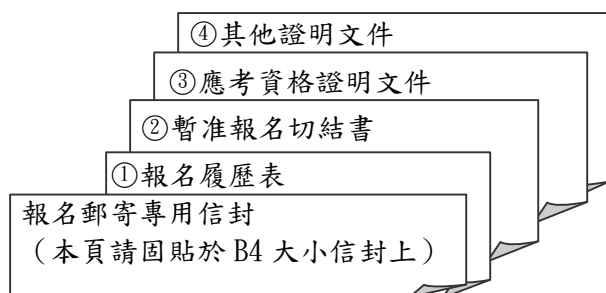 ④其他證明文件
③應考資格證明文件
②暫准報名切結書
①報名履歷表
報名郵寄專用信封
（本頁請固貼於 B4 大小信封上）